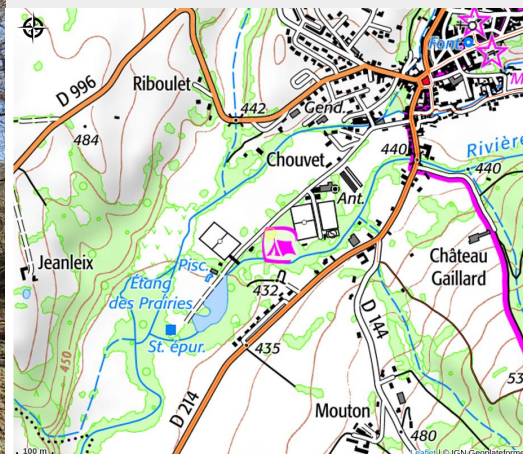 Font.
D 996
Riboulet
442
Gend.
484
Chouvet
440
Rivière
440
Ant.
Jeanleix
Pisc.
Château
Gaillard
Étang
des Prairies
432
P
St. épur.
435
D 144
450
D 214
Mouton
480
100 m
Leaflet | © IGN-Geoplateforme